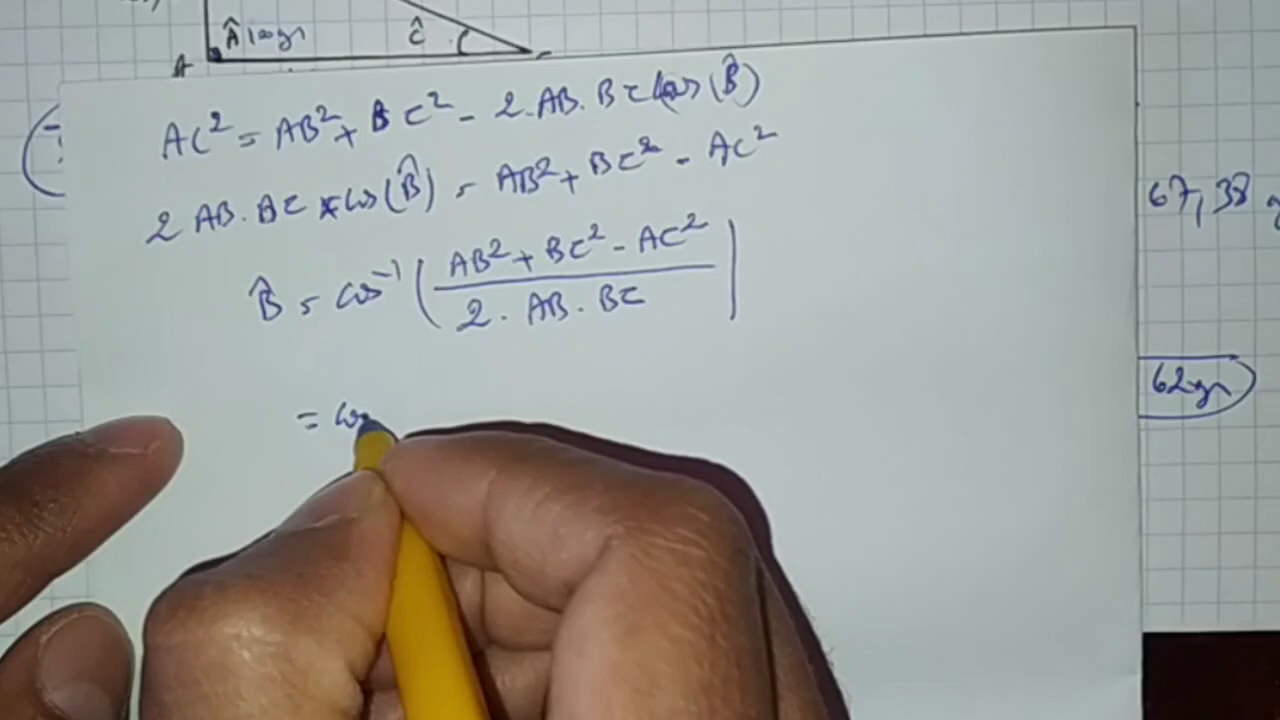 Â 100gr
Ĉ
A
AC² = AB² + BC² - 2.AB.BC cos(B̂)
2 AB.BC × cos(B̂) = AB² + BC² - AC²
67,38
B̂ = cos⁻¹ ( AB² + BC² - AC² / 2.AB.BC )
62gr
= cos